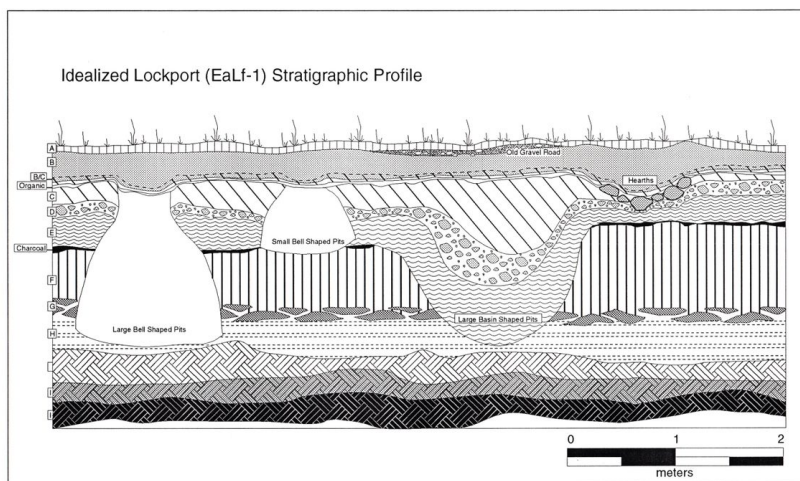 Idealized Lockport (EaLf-1) Stratigraphic Profile
A
Old Gravel Road
B
B/C
Hearths
Organic
C
D
E
Small Bell Shaped Pits
Charcoal
F
G
Large Basin Shaped Pits
Large Bell Shaped Pits
H
I
I
I
0 1 2
meters